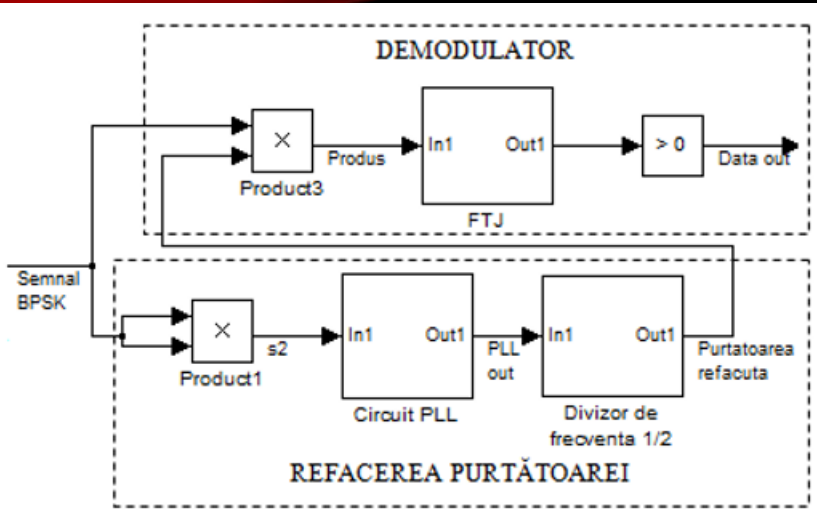 DEMODULATOR
×
Product3
Produs
In1
Out1
FTJ
> 0
Data out
Semnal
BPSK
×
Product1
s2
In1
Out1
Circuit PLL
PLL
out
In1
Out1
Divizor de
frecventa 1/2
Purtatoarea
refacuta
REFACEREA PURTĂTOAREI